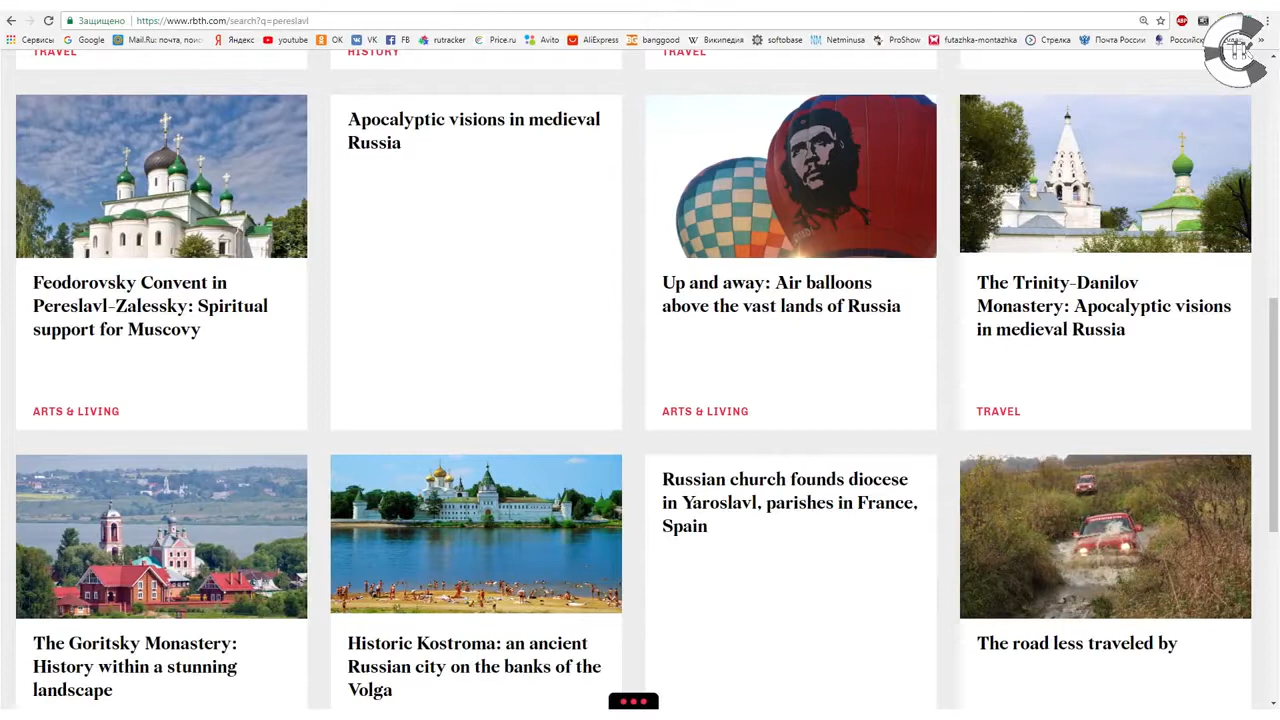 Защищено https://www.rbth.com/search?q=pereslavl
Сервисы Google Mail.Ru: почта, поис Яндекс youtube OK VK FB rutracker Price.ru Avito AliExpress banggood Википедия softobase Netminusa ProShow futazhka-montazhka Стрелка Почта России Российск
TRAVEL HISTORY TRAVEL
Feodorovsky Convent in
Pereslavl-Zalessky: Spiritual
support for Muscovy
ARTS & LIVING
Apocalyptic visions in medieval
Russia
Up and away: Air balloons
above the vast lands of Russia
ARTS & LIVING
The Trinity-Danilov
Monastery: Apocalyptic visions
in medieval Russia
TRAVEL
The Goritsky Monastery:
History within a stunning
landscape
Historic Kostroma: an ancient
Russian city on the banks of the
Volga
Russian church founds diocese
in Yaroslavl, parishes in France,
Spain
The road less traveled by